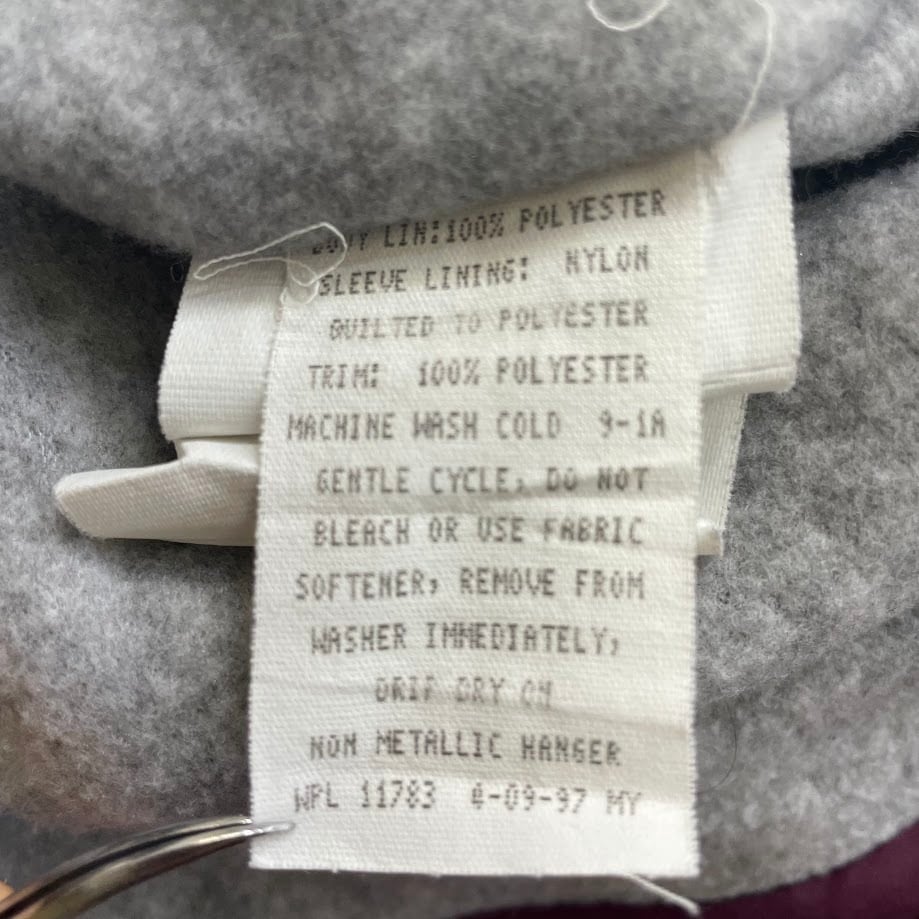 BODY LIN:100% POLYESTER
SLEEVE LINING: NYLON
QUILTED TO POLYESTER
TRIM: 100% POLYESTER
MACHINE WASH COLD 9-1A
GENTLE CYCLE, DO NOT
BLEACH OR USE FABRIC
SOFTENER, REMOVE FROM
WASHER IMMEDIATELY,
DRIP DRY ON
NON METALLIC HANGER
WPL 11783 4-09-97 MY